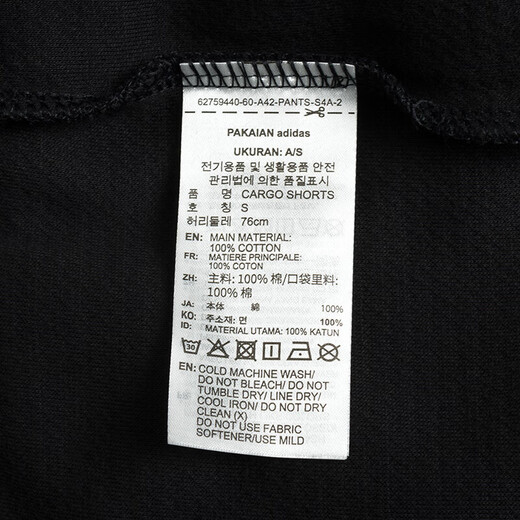 62759440-60-A42-PANTS-S4A-2
PAKAIAN adidas
UKURAN: A/S
전기용품 및 생활용품 안전
관리법에 의한 품질표시
품 명 CARGO SHORTS
호 칭 S
허리둘레 76cm
EN: MAIN MATERIAL:
100% COTTON
FR: MATIERE PRINCIPALE:
100% COTON
ZH: 主料: 100% 棉/口袋里料:
100% 棉
JA: 本体 綿 100%
KO: 주소재: 면 100%
ID: MATERIAL UTAMA: 100% KATUN
30
EN: COLD MACHINE WASH/
DO NOT BLEACH/ DO NOT
TUMBLE DRY/ LINE DRY/
COOL IRON/ DO NOT DRY
CLEAN (X)
DO NOT USE FABRIC
SOFTENER/USE MILD